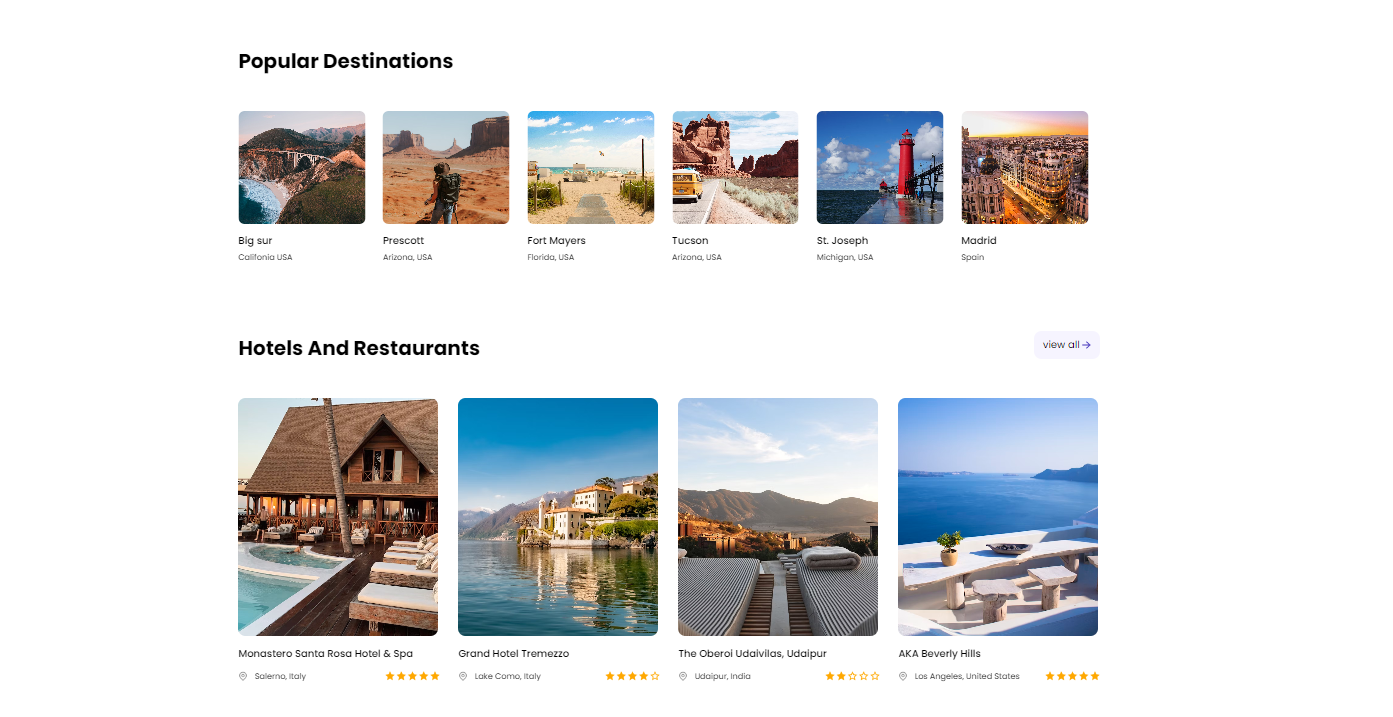 Popular Destinations
Big sur
Califonia USA
Prescott
Arizona, USA
Fort Mayers
Florida, USA
Tucson
Arizona, USA
St. Joseph
Michigan, USA
Madrid
Spain
Hotels And Restaurants
view all →
Monastero Santa Rosa Hotel & Spa
Salerno, Italy
Grand Hotel Tremezzo
Lake Como, Italy
The Oberoi Udaivilas, Udaipur
Udaipur, India
AKA Beverly Hills
Los Angeles, United States